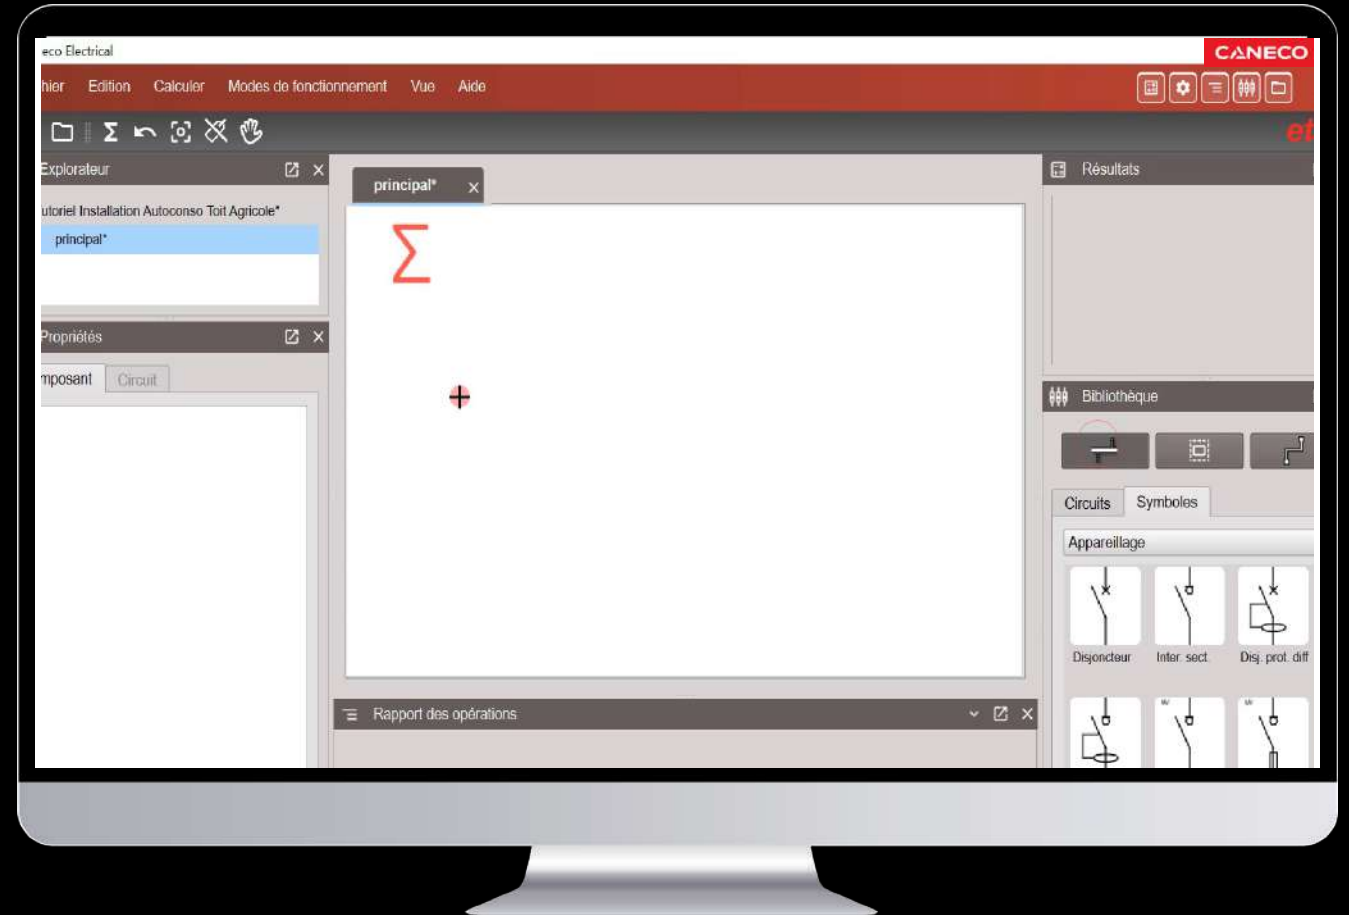 eco Electrical
CANECO
hier Edition Calculer Modes de fonctionnement Vue Aide
Σ
et
Explorateur
principal*
Résultats
utoriel Installation Autoconso Toit Agricole*
principal*
Σ
Propriétés
mposant Circuit
Bibliothèque
Circuits Symboles
Appareillage
Disjoncteur Inter. sect. Disj. prot. diff
Rapport des opérations